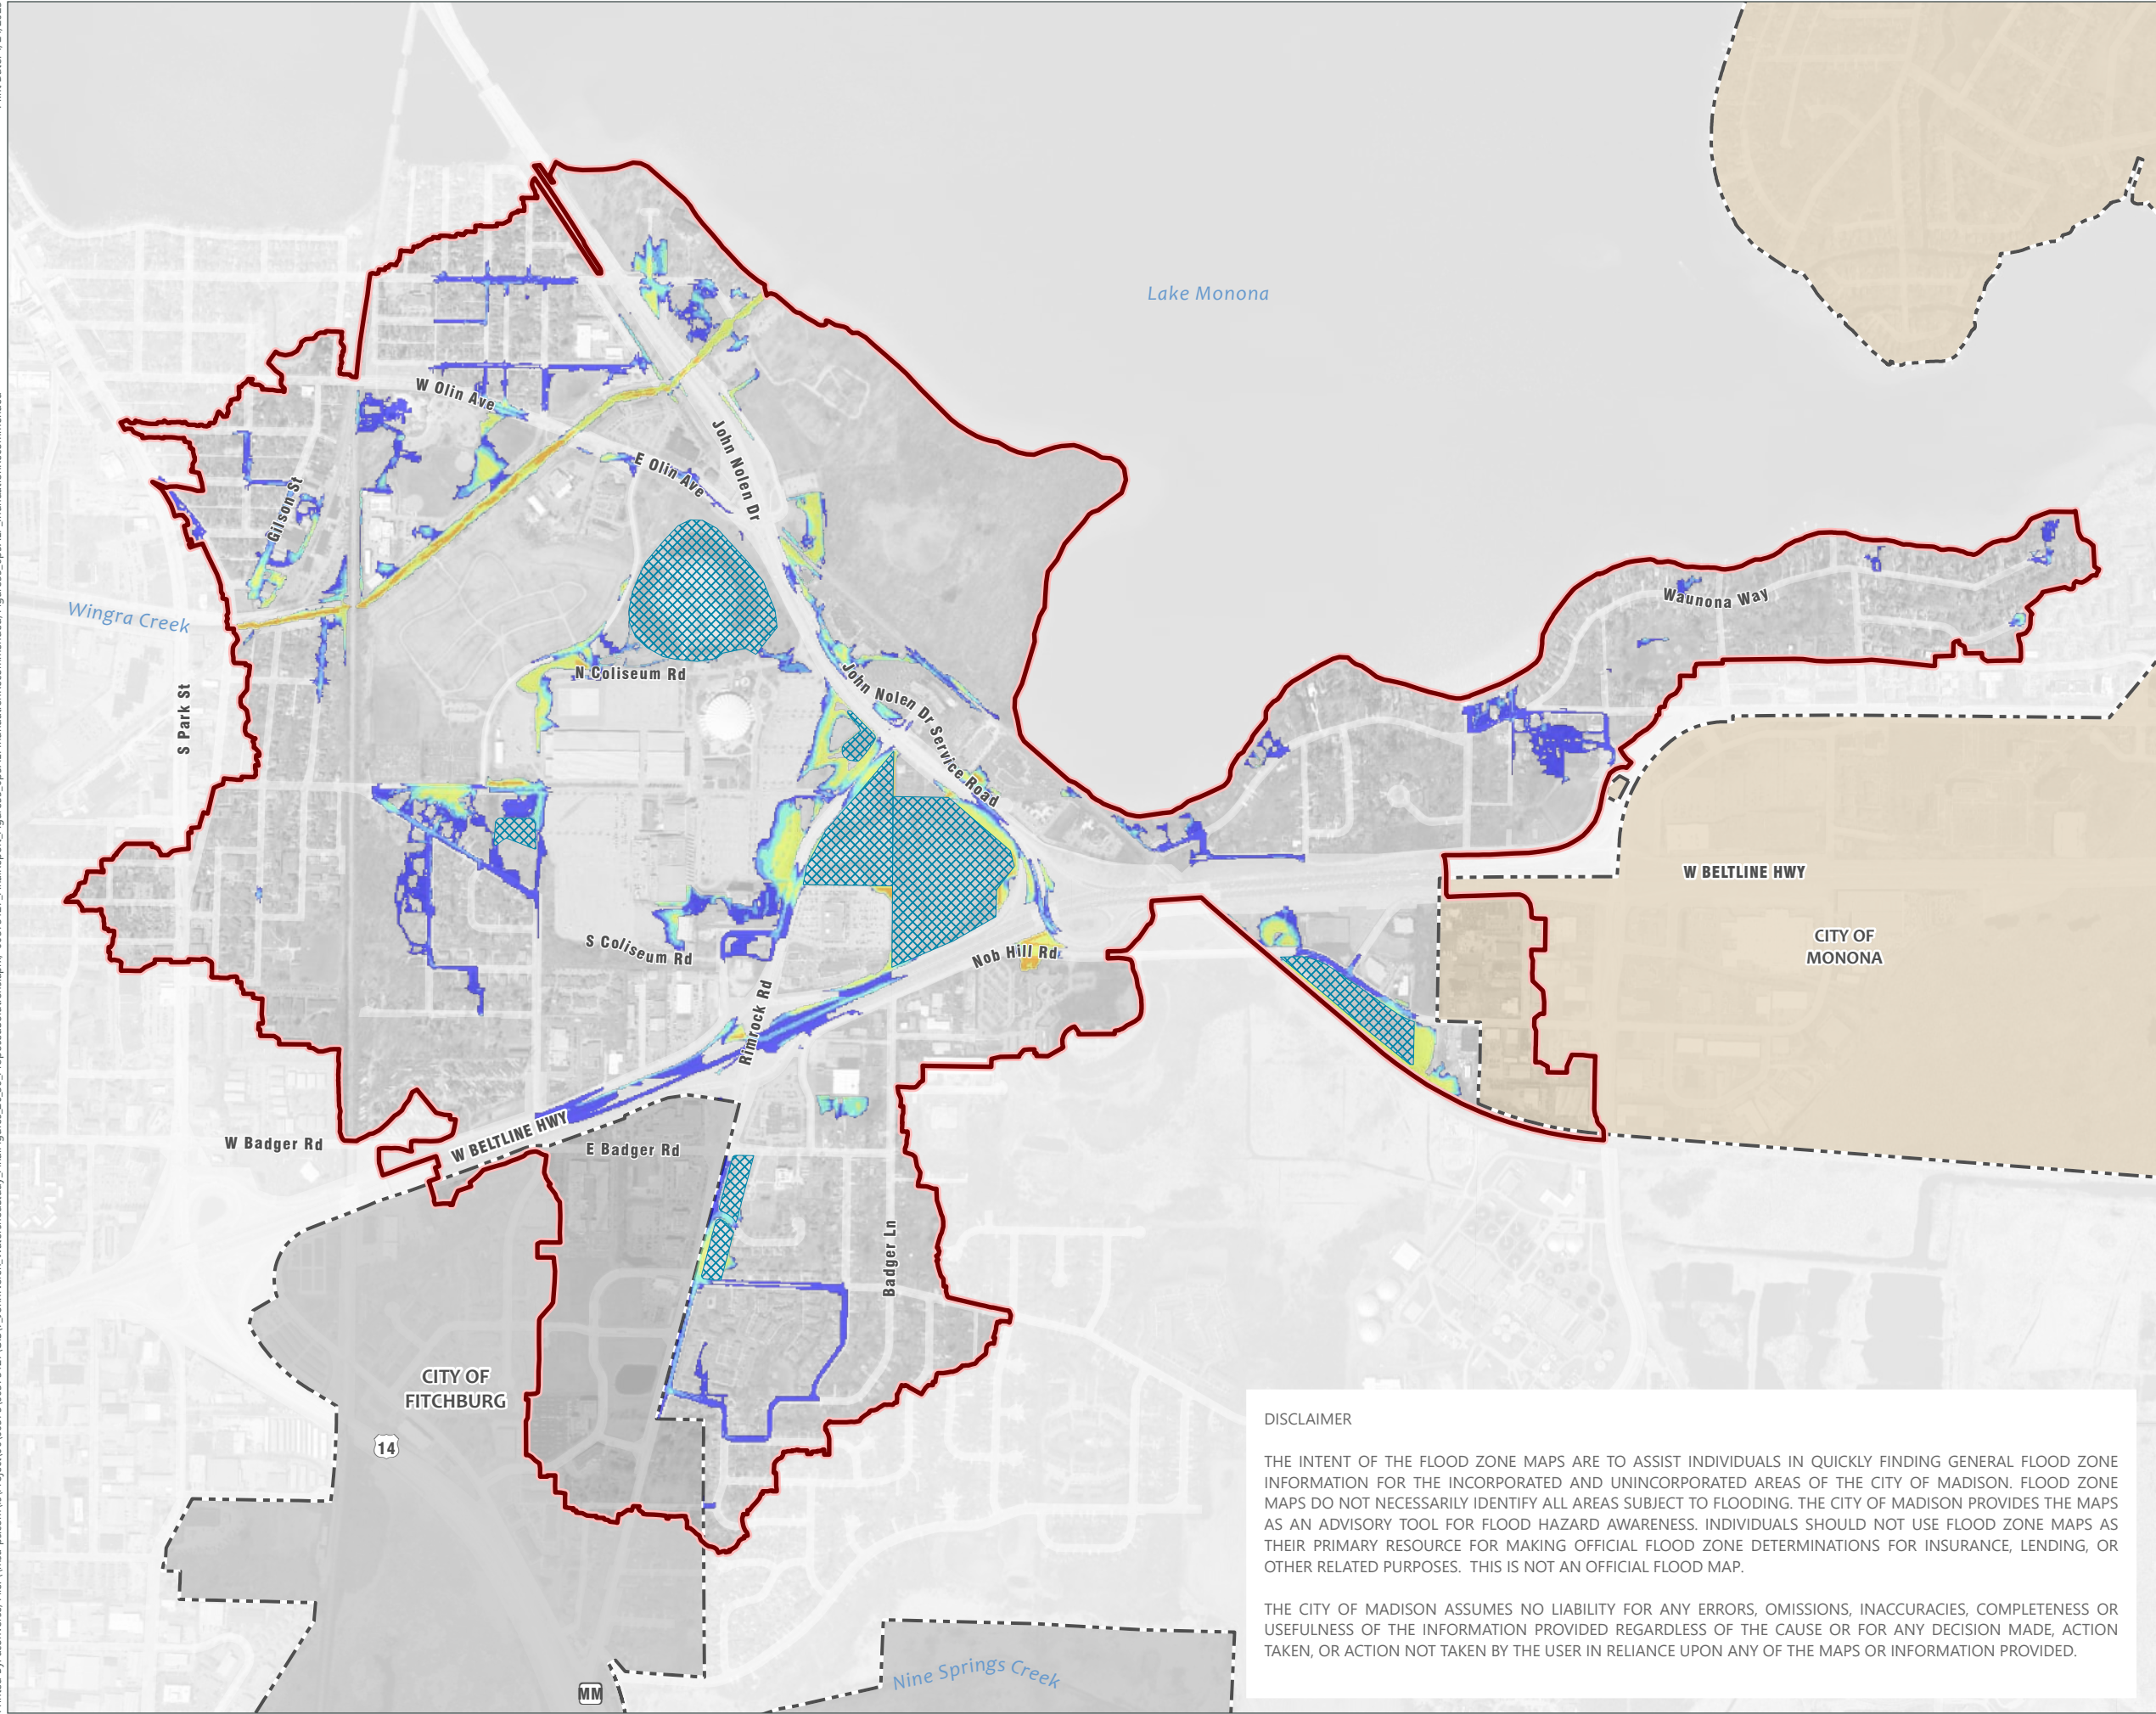 Lake Monona
W Olin Ave
John Nolen Dr
E Olin Ave
Gilson St
Wingra Creek
Waunona Way
N Coliseum Rd
John Nolen Dr Service Road
S Park St
W BELTLINE HWY
CITY OF
MONONA
S Coliseum Rd
Nob Hill Rd
Rimrock Rd
W BELTLINE HWY
W Badger Rd
E Badger Rd
Badger Ln
CITY OF
FITCHBURG
14
MM
Nine Springs Creek
DISCLAIMER
THE INTENT OF THE FLOOD ZONE MAPS ARE TO ASSIST INDIVIDUALS IN QUICKLY FINDING GENERAL FLOOD ZONE
INFORMATION FOR THE INCORPORATED AND UNINCORPORATED AREAS OF THE CITY OF MADISON. FLOOD ZONE
MAPS DO NOT NECESSARILY IDENTIFY ALL AREAS SUBJECT TO FLOODING. THE CITY OF MADISON PROVIDES THE MAPS
AS AN ADVISORY TOOL FOR FLOOD HAZARD AWARENESS. INDIVIDUALS SHOULD NOT USE FLOOD ZONE MAPS AS
THEIR PRIMARY RESOURCE FOR MAKING OFFICIAL FLOOD ZONE DETERMINATIONS FOR INSURANCE, LENDING, OR
OTHER RELATED PURPOSES. THIS IS NOT AN OFFICIAL FLOOD MAP.
THE CITY OF MADISON ASSUMES NO LIABILITY FOR ANY ERRORS, OMISSIONS, INACCURACIES, COMPLETENESS OR
USEFULNESS OF THE INFORMATION PROVIDED REGARDLESS OF THE CAUSE OR FOR ANY DECISION MADE, ACTION
TAKEN, OR ACTION NOT TAKEN BY THE USER IN RELIANCE UPON ANY OF THE MAPS OR INFORMATION PROVIDED.